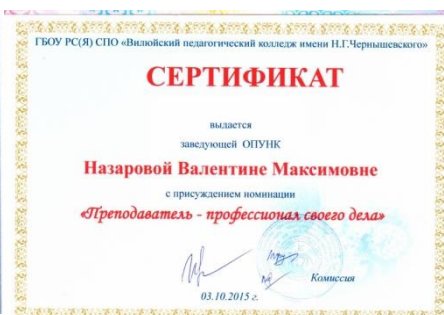 ГБОУ РС(Я) СПО «Вилюйский педагогический колледж имени Н.Г.Чернышевского»
СЕРТИФИКАТ
выдается
заведующей ОПУНК
Назаровой Валентине Максимовне
с присуждением номинации
«Преподаватель - профессионал своего дела»
Комиссия
03.10.2015 г.